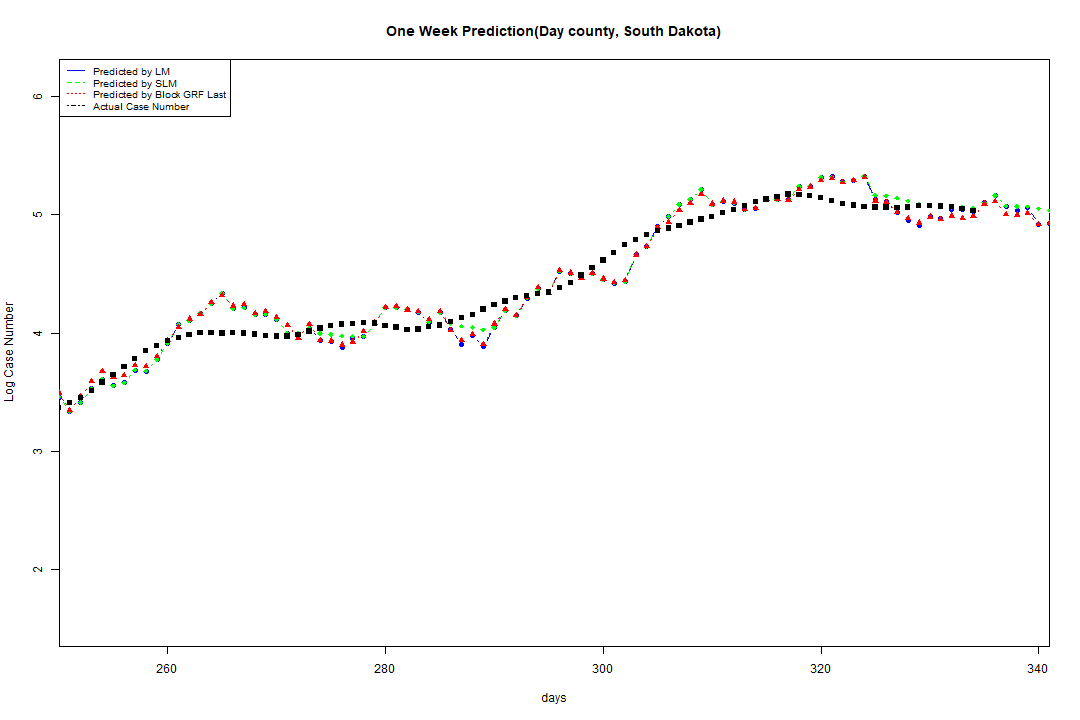 One Week Prediction(Day county, South Dakota)
Predicted by LM
Predicted by SLM
Predicted by Block GRF Last
Actual Case Number
6
5
4
3
2
Log Case Number
260 280 300 320 340
days